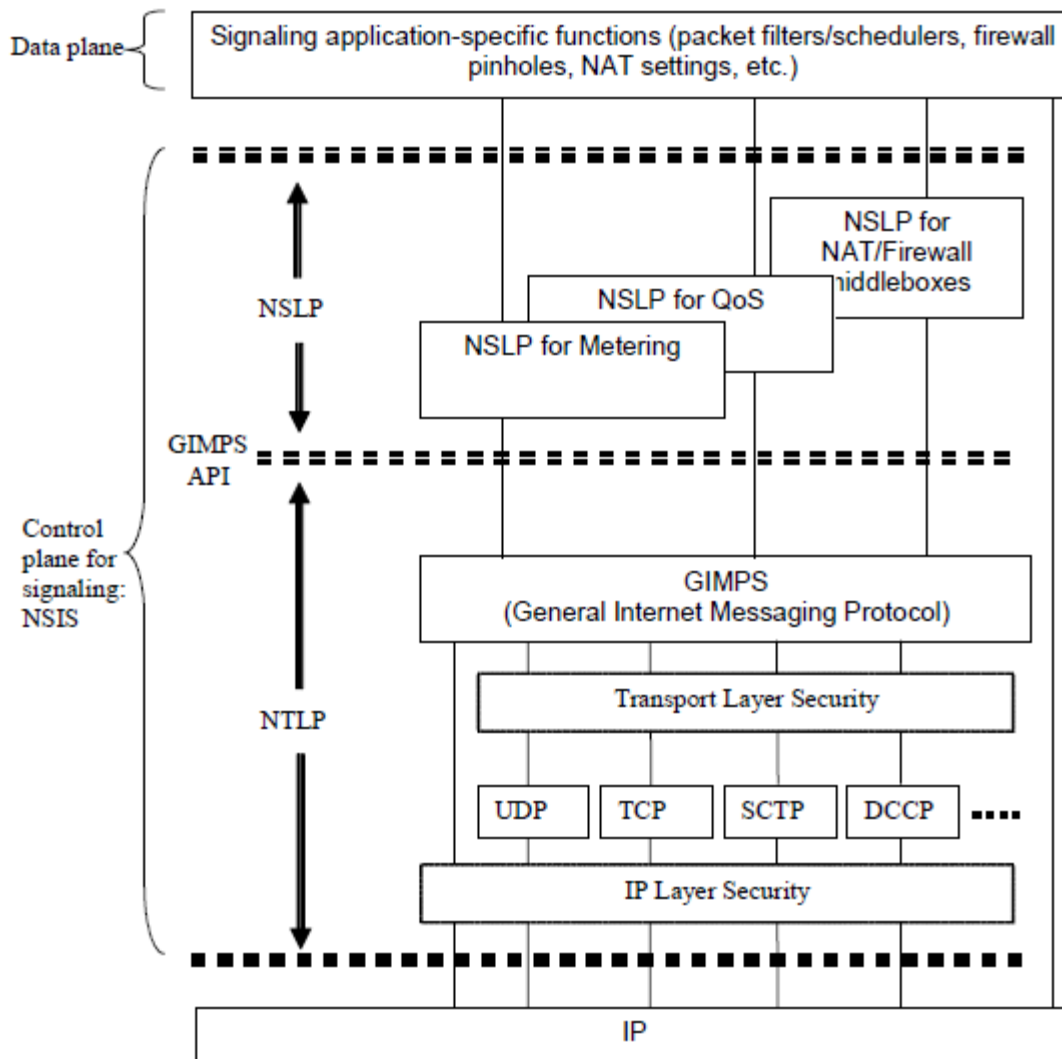 Data plane
Signaling application-specific functions (packet filters/schedulers, firewall
pinholes, NAT settings, etc.)
NSLP for
NAT/Firewall
niddleboxes
NSLP for QoS
NSLP
NSLP for Metering
GIMPS
API
Control
plane for
signaling:
NSIS
GIMPS
(General Internet Messaging Protocol)
Transport Layer Security
NTLP
UDP
TCP
SCTP
DCCP
IP Layer Security
IP